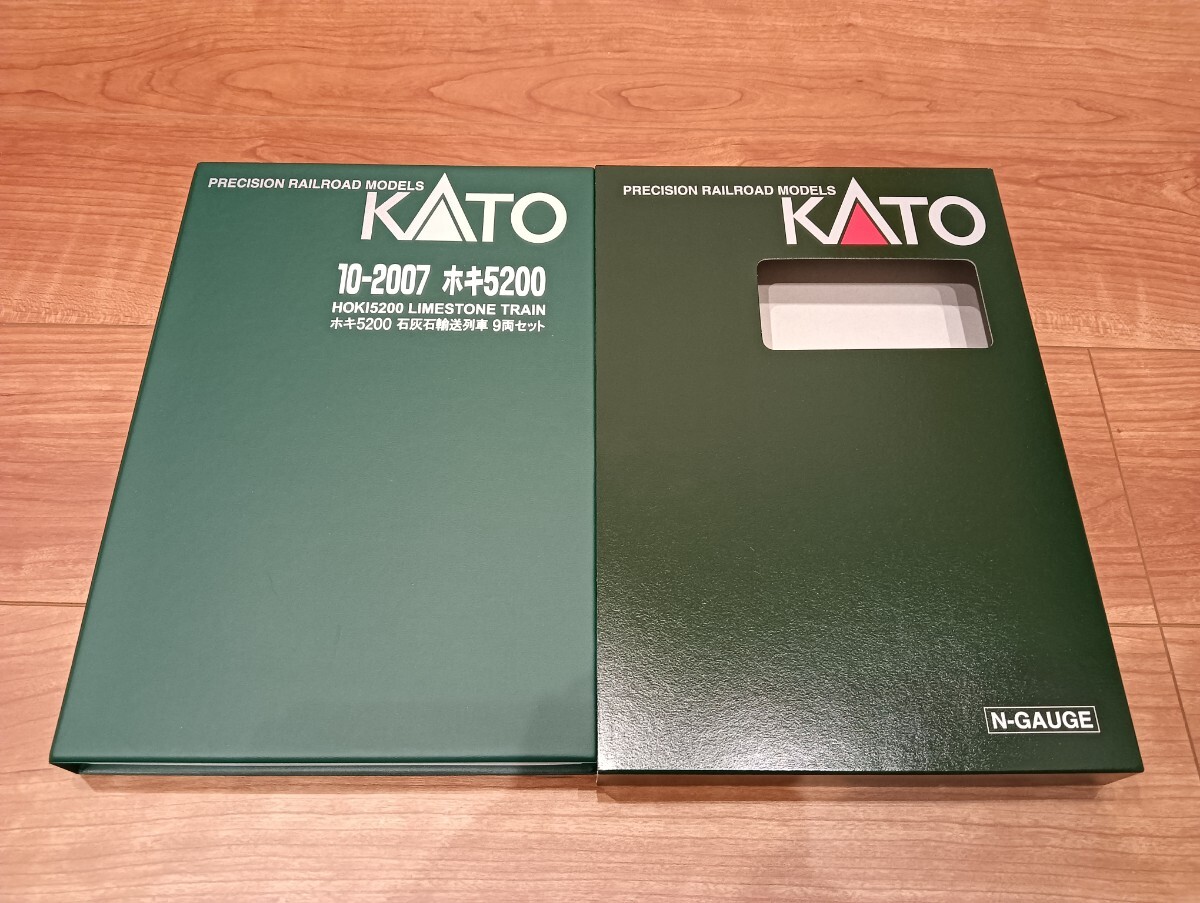 PRECISION RAILROAD MODELS
KATO
10-2007 ホキ5200
HOKI5200 LIMESTONE TRAIN
ホキ5200 石灰石輸送列車 9両セット
PRECISION RAILROAD MODELS
KATO
N-GAUGE